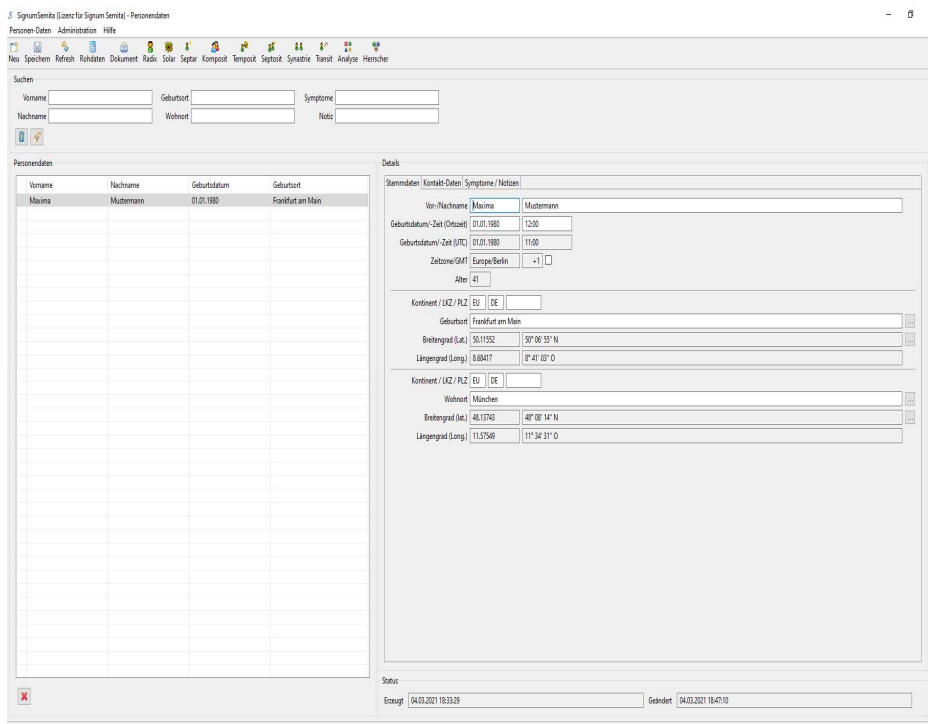 SignumSemita (Lizenz für Signum Semita) - Personendaten
Personen-Daten Administration Hilfe
Neu Speichern Refresh Rohdaten Dokument Radix Solar Septar Komposit Temposit Septosit Synastrie Transit Analyse Herrscher
Suchen
Vorname Geburtsort Symptome
Nachname Wohnort Notiz
Personendaten
Vorname Nachname Geburtsdatum Geburtsort
Maxima Mustermann 01.01.1980 Frankfurt am Main
Details
Stammdaten Kontakt-Daten Symptome / Notizen
Vor-/Nachname Maxima Mustermann
Geburtsdatum/-Zeit (Ortszeit) 01.01.1980 12:00
Geburtsdatum/-Zeit (UTC) 01.01.1980 11:00
Zeitzone/GMT Europe/Berlin +1
Alter 41
Kontinent / LKZ / PLZ EU DE
Geburtsort Frankfurt am Main ...
Breitengrad (Lat.) 50.11552 50° 06' 55" N ...
Längengrad (Long.) 8.68417 8° 41' 03" O
Kontinent / LKZ / PLZ EU DE
Wohnort München ...
Breitengrad (lat.) 48.13743 48° 08' 14" N ...
Längengrad (Long.) 11.57549 11° 34' 31" O
Status
Erzeugt 04.03.2021 18:33:29 Geändert 04.03.2021 18:47:10